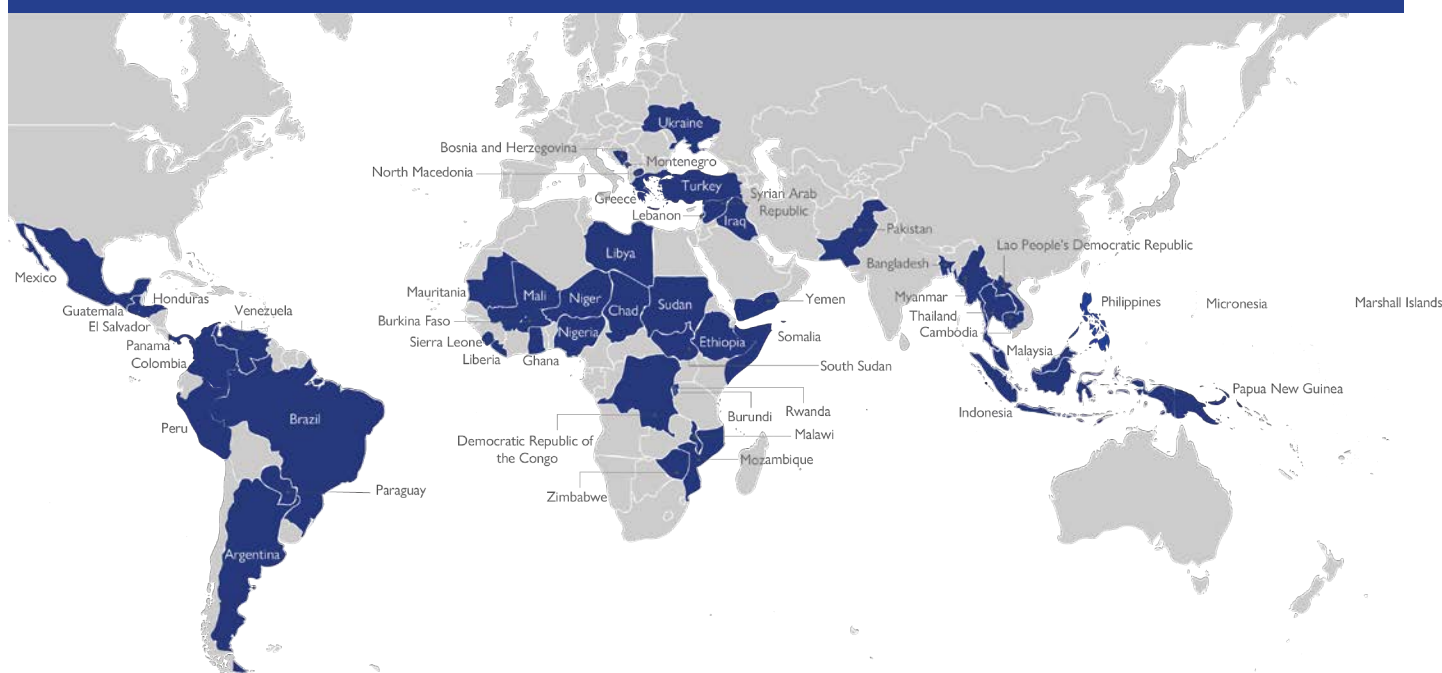 Ukraine
Bosnia and Herzegovina
Montenegro
North Macedonia
Turkey
Greece
Syrian Arab
Republic
Lebanon
Iraq
Pakistan
Lao People's Democratic Republic
Libya
Bangladesh
Mexico
Mauritania
Mali
Niger
Chad
Sudan
Yemen
Myanmar
Philippines
Micronesia
Marshall Islands
Honduras
Guatemala
El Salvador
Venezuela
Burkina Faso
Nigeria
Ethiopia
Somalia
Thailand
Cambodia
Panama
Colombia
Sierra Leone
Liberia
Ghana
South Sudan
Malaysia
Papua New Guinea
Indonesia
Peru
Brazil
Burundi
Rwanda
Malawi
Democratic Republic of
the Congo
Mozambique
Zimbabwe
Paraguay
Argentina